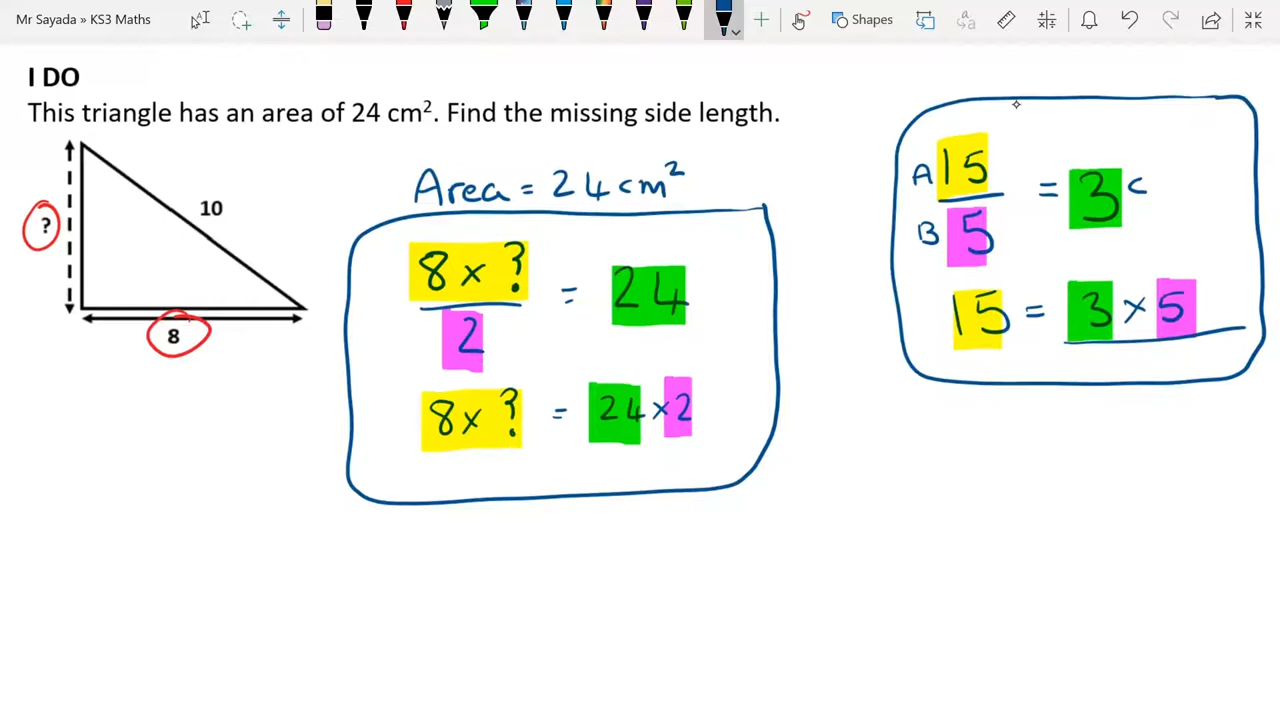 Mr Sayada » KS3 Maths
Shapes
I DO
This triangle has an area of 24 cm². Find the missing side length.
?
10
8
Area = 24cm²
8 x ?
2
= 24
8 x ? = 24 x 2
A 15
B 5
= 3 C
15 = 3 x 5